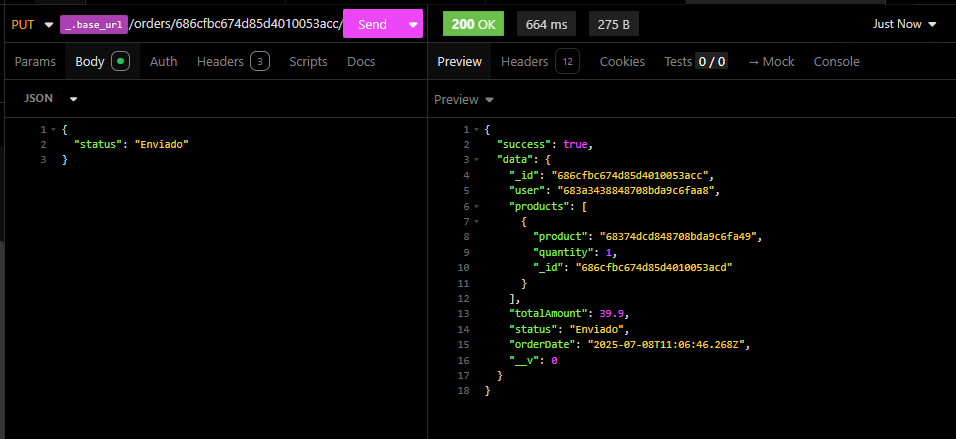 PUT _.base_url /orders/686cfbc674d85d4010053acc/ Send
200 OK 664 ms 275 B Just Now
Params Body Auth Headers 3 Scripts Docs
Preview Headers 12 Cookies Tests 0 / 0 → Mock Console
JSON
Preview
1 {
2 "status": "Enviado"
3 }
1 {
2 "success": true,
3 "data": {
4 "_id": "686cfbc674d85d4010053acc",
5 "user": "683a3438848708bda9c6faa8",
6 "products": [
7 {
8 "product": "68374dcd848708bda9c6fa49",
9 "quantity": 1,
10 "_id": "686cfbc674d85d4010053acd"
11 }
12 ],
13 "totalAmount": 39.9,
14 "status": "Enviado",
15 "orderDate": "2025-07-08T11:06:46.268Z",
16 "__v": 0
17 }
18 }